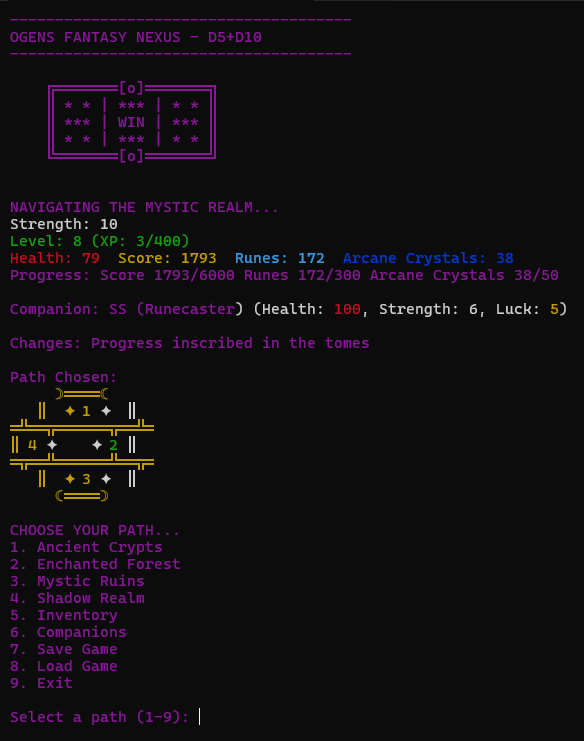 --------------------------------------
OGENS FANTASY NEXUS - D5+D10
--------------------------------------
╔═══════[o]═══════╗
║ * * | *** | * * ║
║ *** | WIN | *** ║
║ * * | *** | * * ║
╚═══════[o]═══════╝
NAVIGATING THE MYSTIC REALM...
Strength: 10
Level: 8 (XP: 3/400)
Health: 79  Score: 1793  Runes: 172  Arcane Crystals: 38
Progress: Score 1793/6000 Runes 172/300 Arcane Crystals 38/50
Companion: SS (Runecaster) (Health: 100, Strength: 6, Luck: 5)
Changes: Progress inscribed in the tomes
Path Chosen:
☽════☾
║  ✦ 1 ✦  ║
═╩══╦══════╦══╩═
║ 4 ✦    ✦ 2 ║
═╦══╩══════╩══╦═
║  ✦ 3 ✦  ║
☾════☽
CHOOSE YOUR PATH...
1. Ancient Crypts
2. Enchanted Forest
3. Mystic Ruins
4. Shadow Realm
5. Inventory
6. Companions
7. Save Game
8. Load Game
9. Exit
Select a path (1-9):